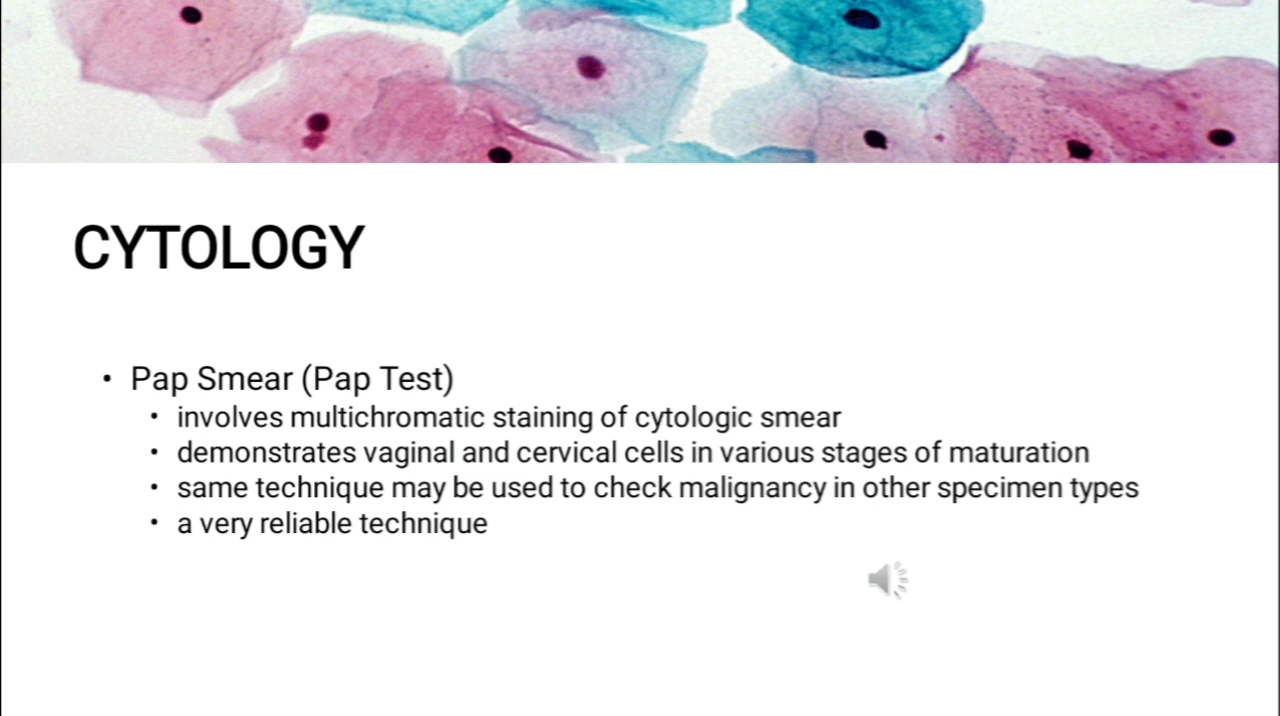 CYTOLOGY
• Pap Smear (Pap Test)
• involves multichromatic staining of cytologic smear
• demonstrates vaginal and cervical cells in various stages of maturation
• same technique may be used to check malignancy in other specimen types
• a very reliable technique